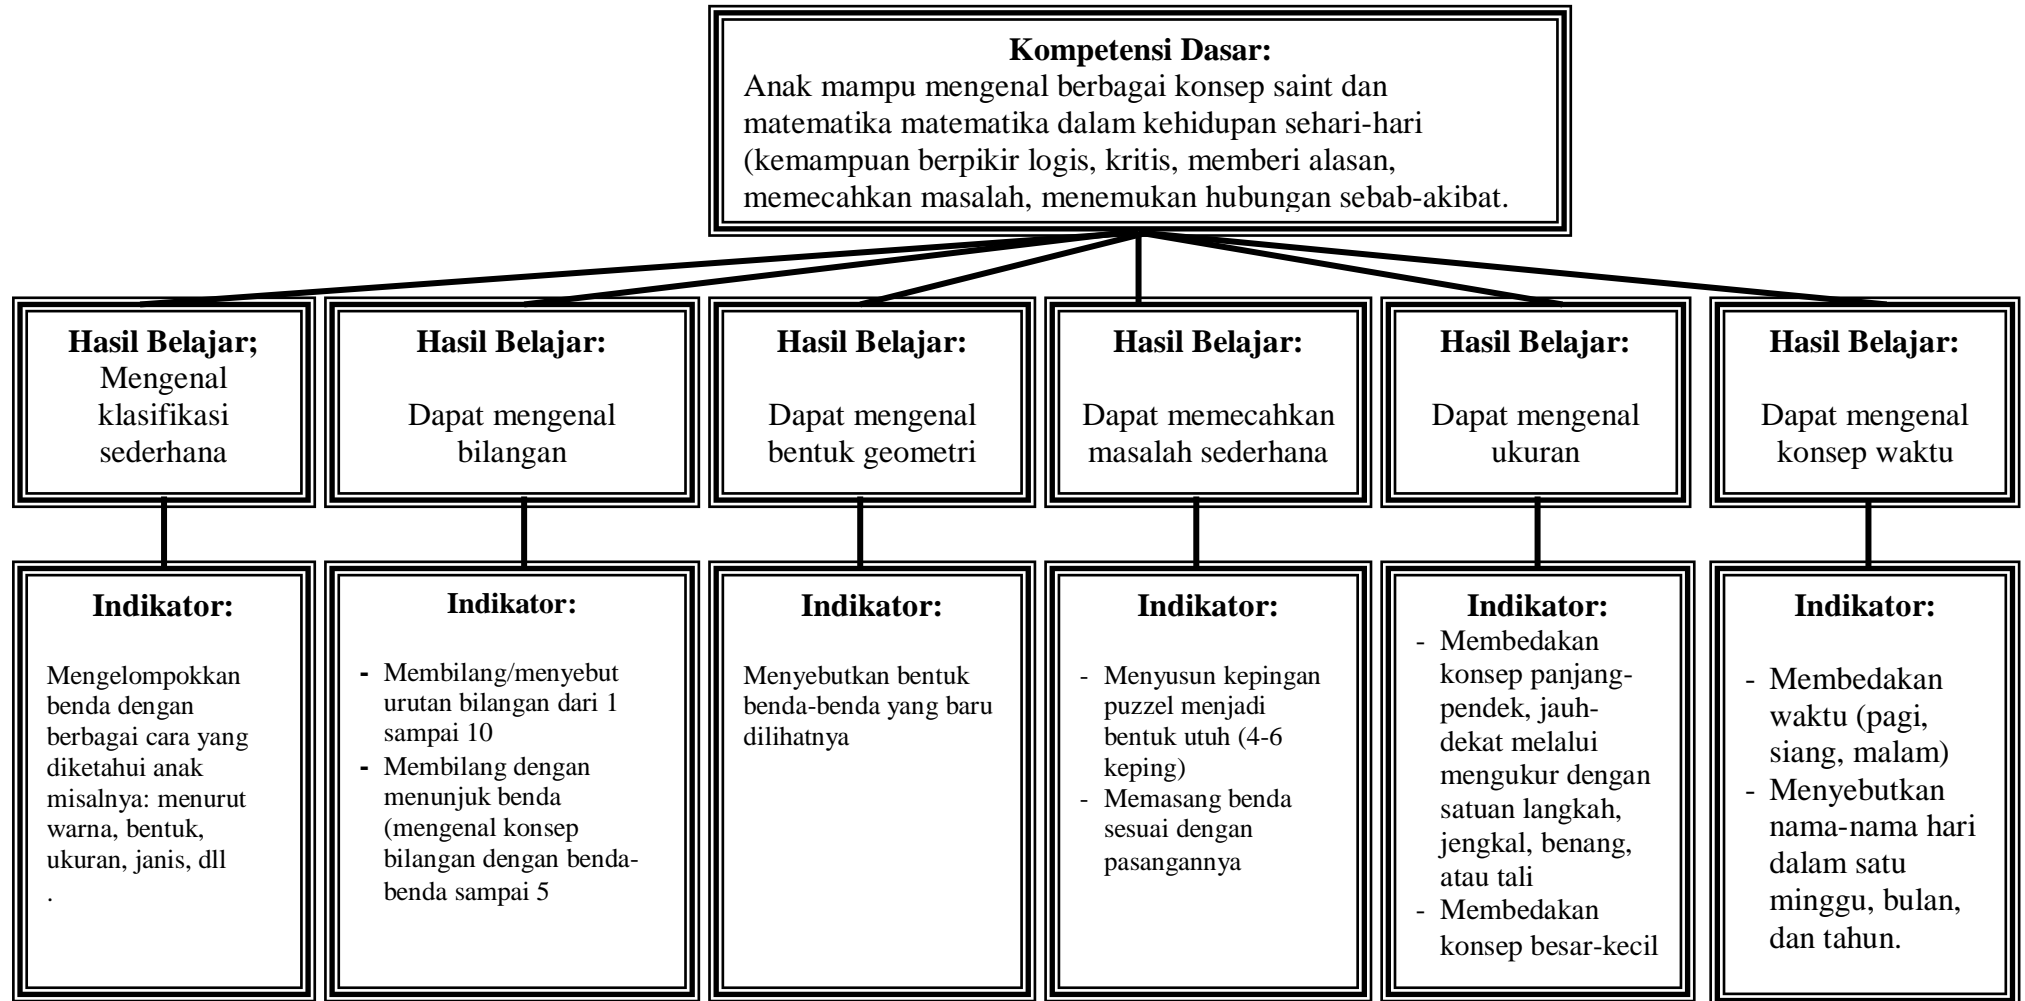 Kompetensi Dasar:
Anak mampu mengenal berbagai konsep saint dan
matematika matematika dalam kehidupan sehari-hari
(kemampuan berpikir logis, kritis, memberi alasan,
memecahkan masalah, menemukan hubungan sebab-akibat.
Hasil Belajar;
Mengenal
klasifikasi
sederhana
Hasil Belajar:
Dapat mengenal
bilangan
Hasil Belajar:
Dapat mengenal
bentuk geometri
Hasil Belajar:
Dapat memecahkan
masalah sederhana
Hasil Belajar:
Dapat mengenal
ukuran
Hasil Belajar:
Dapat mengenal
konsep waktu
Indikator:
Mengelompokkan
benda dengan
berbagai cara yang
diketahui anak
misalnya: menurut
warna, bentuk,
ukuran, janis, dll
.
Indikator:
- Membilang/menyebut
urutan bilangan dari 1
sampai 10
- Membilang dengan
menunjuk benda
(mengenal konsep
bilangan dengan benda-
benda sampai 5
Indikator:
Menyebutkan bentuk
benda-benda yang baru
dilihatnya
Indikator:
- Menyusun kepingan
puzzel menjadi
bentuk utuh (4-6
keping)
- Memasang benda
sesuai dengan
pasangannya
Indikator:
- Membedakan
konsep panjang-
pendek, jauh-
dekat melalui
mengukur dengan
satuan langkah,
jengkal, benang,
atau tali
- Membedakan
konsep besar-kecil
Indikator:
- Membedakan
waktu (pagi,
siang, malam)
- Menyebutkan
nama-nama hari
dalam satu
minggu, bulan,
dan tahun.